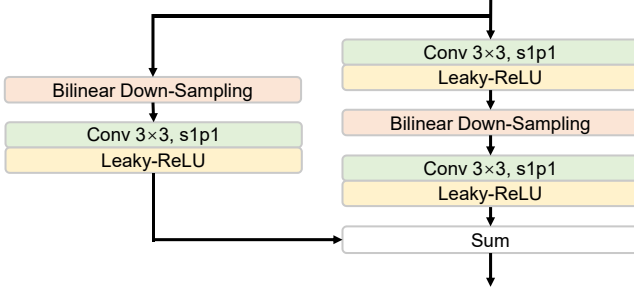 Bilinear Down-Sampling
Conv 3×3, s1p1
Leaky-ReLU
Conv 3×3, s1p1
Leaky-ReLU
Bilinear Down-Sampling
Conv 3×3, s1p1
Leaky-ReLU
Sum